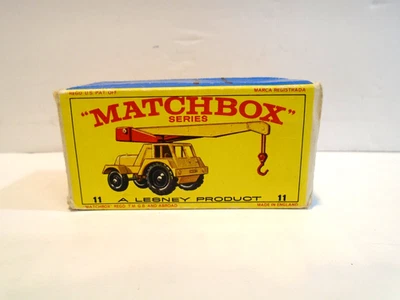 REGD. U.S. PAT. OFF. MARCA REGISTRADA
"MATCHBOX"
SERIES
11 A LESNEY PRODUCT 11
"MATCHBOX" REGD. T.M. U.S. AND ABROAD MADE IN ENGLAND